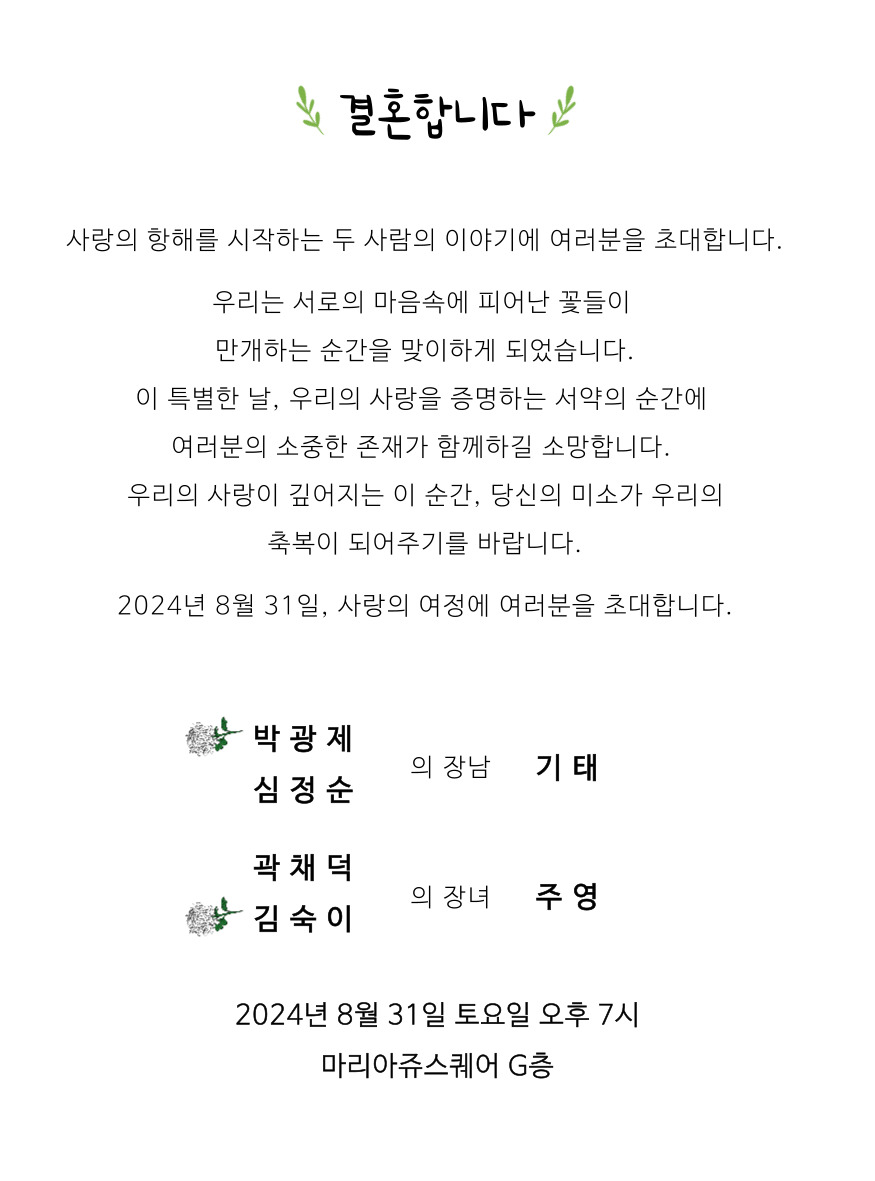 결혼합니다
사랑의 항해를 시작하는 두 사람의 이야기에 여러분을 초대합니다.
우리는 서로의 마음속에 피어난 꽃들이
만개하는 순간을 맞이하게 되었습니다.
이 특별한 날, 우리의 사랑을 증명하는 서약의 순간에
여러분의 소중한 존재가 함께하길 소망합니다.
우리의 사랑이 깊어지는 이 순간, 당신의 미소가 우리의
축복이 되어주기를 바랍니다.
2024년 8월 31일, 사랑의 여정에 여러분을 초대합니다.
박 광 제
심 정 순
의 장남 기 태
곽 채 덕
김 숙 이
의 장녀 주 영
2024년 8월 31일 토요일 오후 7시
마리아쥬스퀘어 G층